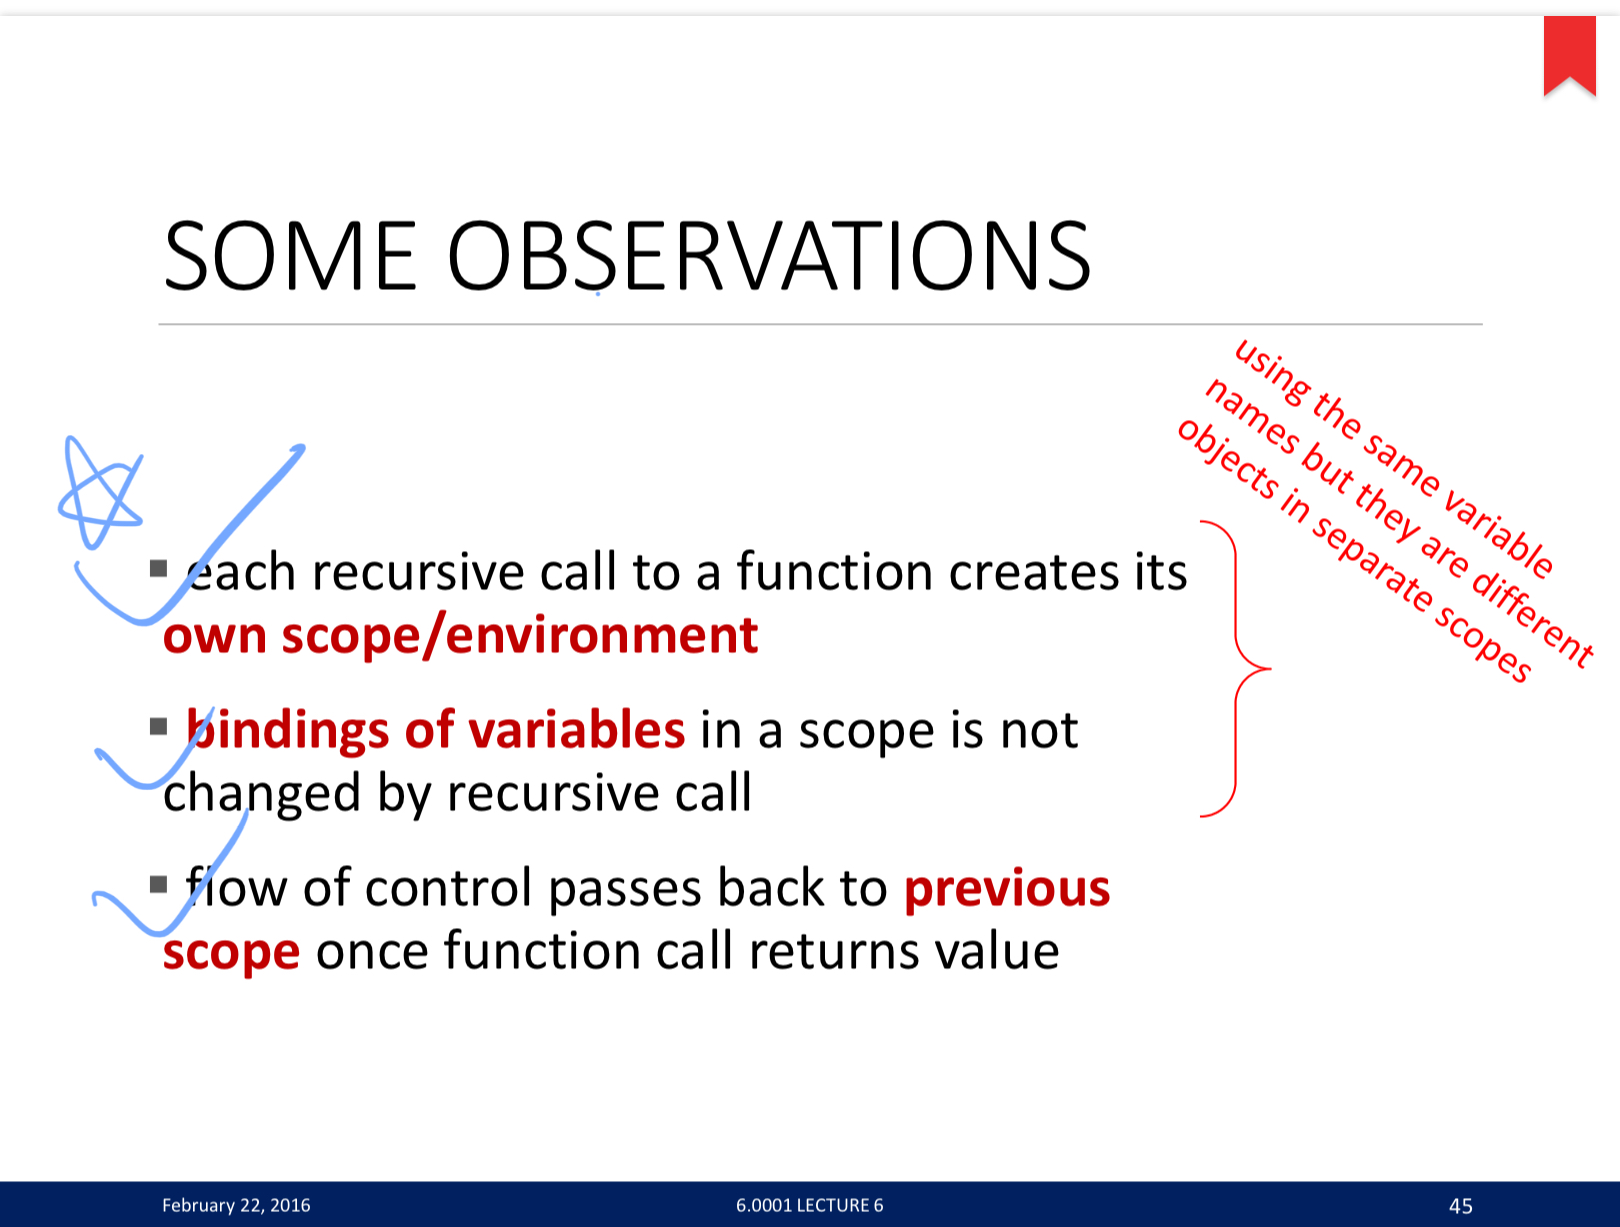 SOME OBSERVATIONS
using the same variable
names but they are different
objects in separate scopes
▪ each recursive call to a function creates its
own scope/environment
▪ bindings of variables in a scope is not
changed by recursive call
▪ flow of control passes back to previous
scope once function call returns value
February 22, 2016
6.0001 LECTURE 6
45